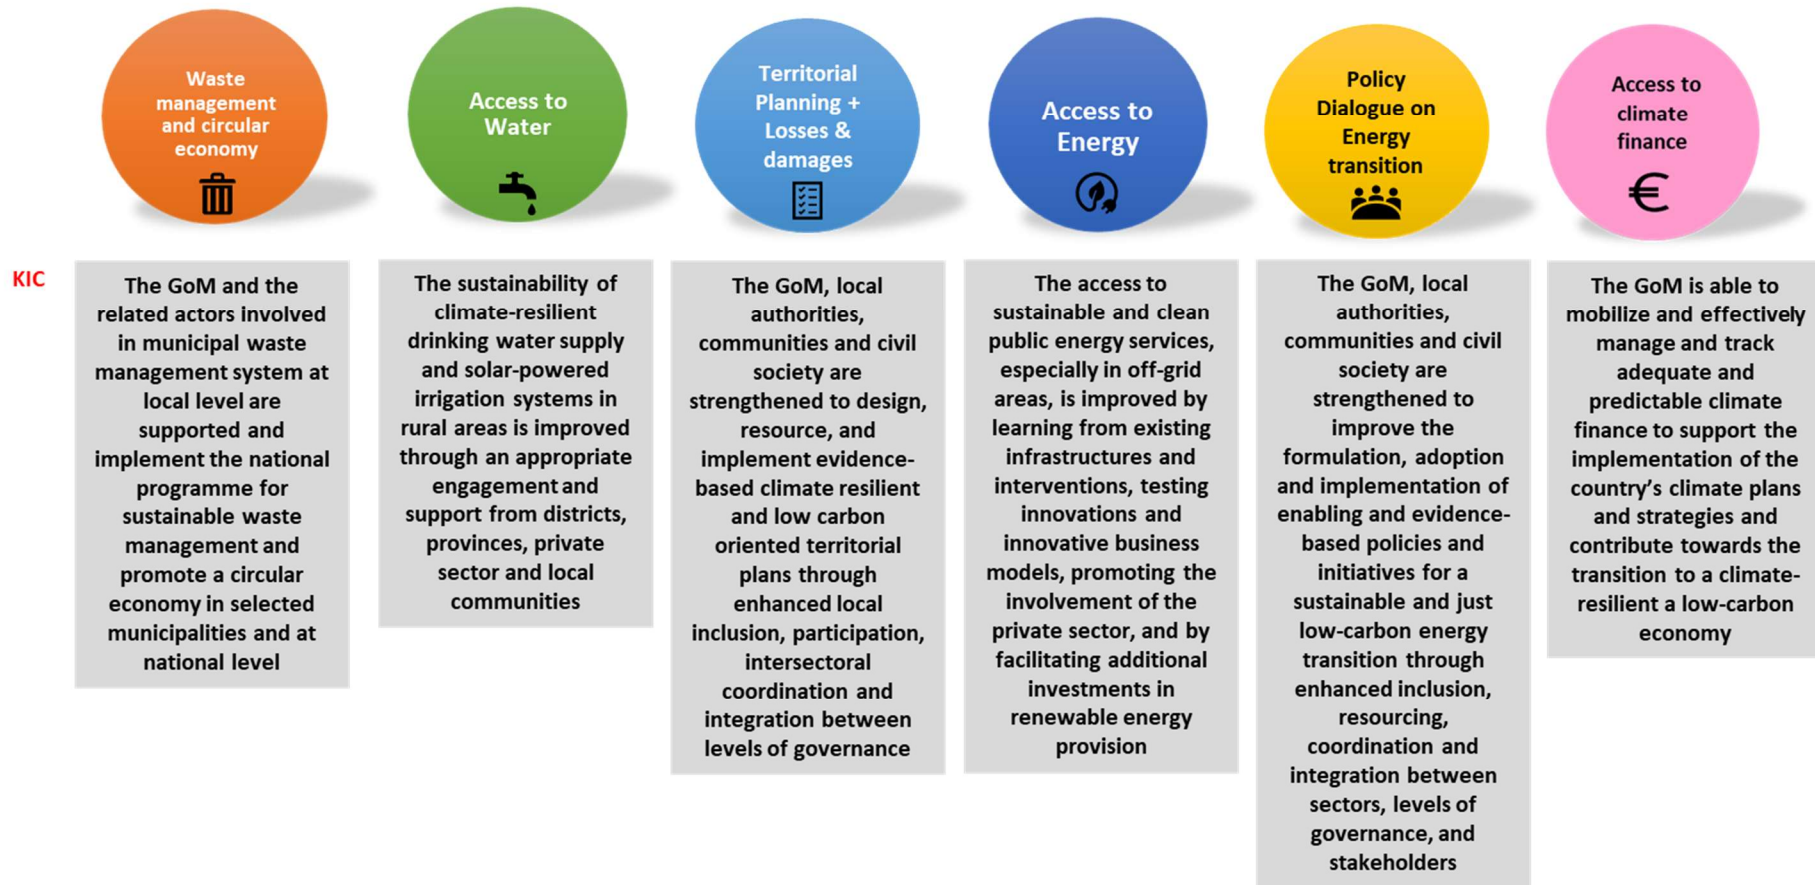 Waste
management
and circular
economy
Access to
Water
Territorial
Planning +
Losses &
damages
Access to
Energy
Policy
Dialogue on
Energy
transition
Access to
climate
finance
€
KIC
The GoM and the
related actors involved
in municipal waste
management system at
local level are
supported and
implement the national
programme for
sustainable waste
management and
promote a circular
economy in selected
municipalities and at
national level
The sustainability of
climate-resilient
drinking water supply
and solar-powered
irrigation systems in
rural areas is improved
through an appropriate
engagement and
support from districts,
provinces, private
sector and local
communities
The GoM, local
authorities,
communities and civil
society are
strengthened to design,
resource, and
implement evidence-
based climate resilient
and low carbon
oriented territorial
plans through
enhanced local
inclusion, participation,
intersectoral
coordination and
integration between
levels of governance
The access to
sustainable and clean
public energy services,
especially in off-grid
areas, is improved by
learning from existing
infrastructures and
interventions, testing
innovations and
innovative business
models, promoting the
involvement of the
private sector, and by
facilitating additional
investments in
renewable energy
provision
The GoM, local
authorities,
communities and civil
society are
strengthened to
improve the
formulation, adoption
and implementation of
enabling and evidence-
based policies and
initiatives for a
sustainable and just
low-carbon energy
transition through
enhanced inclusion,
resourcing,
coordination and
integration between
sectors, levels of
governance, and
stakeholders
The GoM is able to
mobilize and effectively
manage and track
adequate and
predictable climate
finance to support the
implementation of the
country’s climate plans
and strategies and
contribute towards the
transition to a climate-
resilient a low-carbon
economy